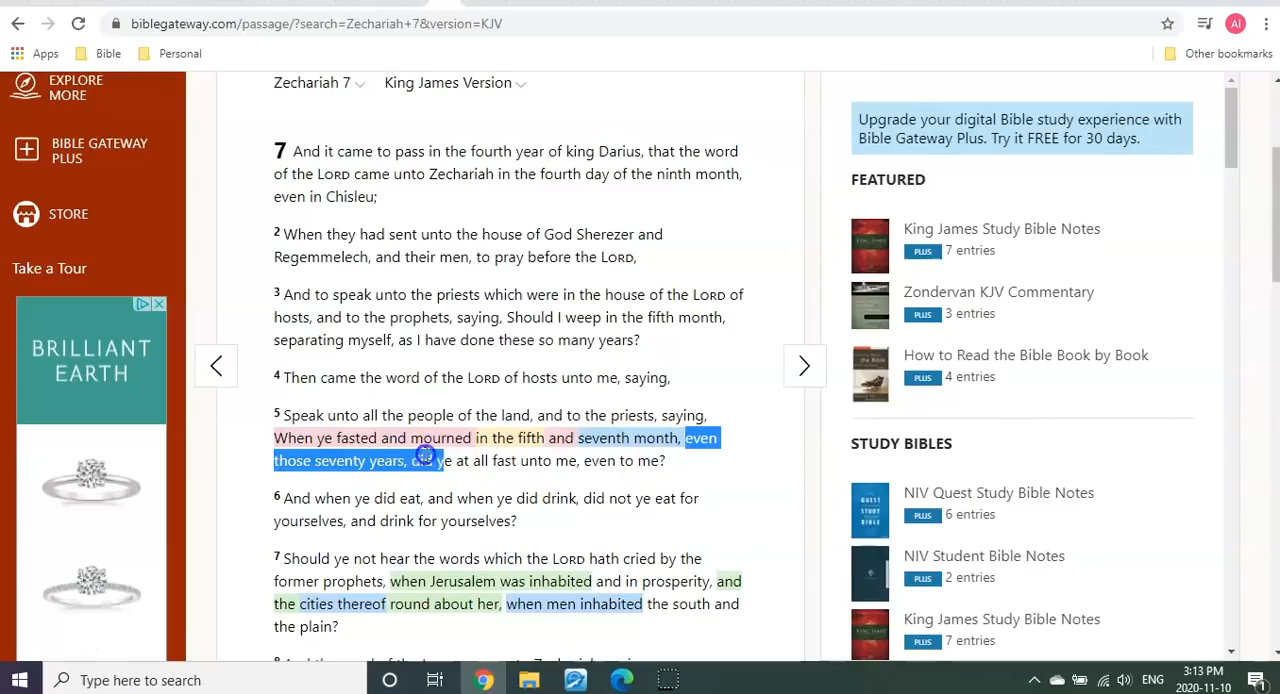 biblegateway.com/passage/?search=Zechariah+7&version=KJV
AI
Apps
Bible
Personal
Other bookmarks
EXPLORE
MORE
BIBLE GATEWAY
PLUS
STORE
Take a Tour
BRILLIANT
EARTH
Zechariah 7
King James Version
7 And it came to pass in the fourth year of king Darius, that the word
of the LORD came unto Zechariah in the fourth day of the ninth month,
even in Chisleu;
2 When they had sent unto the house of God Sherezer and
Regemmelech, and their men, to pray before the LORD,
3 And to speak unto the priests which were in the house of the LORD of
hosts, and to the prophets, saying, Should I weep in the fifth month,
separating myself, as I have done these so many years?
4 Then came the word of the LORD of hosts unto me, saying,
5 Speak unto all the people of the land, and to the priests, saying,
When ye fasted and mourned in the fifth and seventh month, even
those seventy years, did ye at all fast unto me, even to me?
6 And when ye did eat, and when ye did drink, did not ye eat for
yourselves, and drink for yourselves?
7 Should ye not hear the words which the LORD hath cried by the
former prophets, when Jerusalem was inhabited and in prosperity, and
the cities thereof round about her, when men inhabited the south and
the plain?
Upgrade your digital Bible study experience with
Bible Gateway Plus. Try it FREE for 30 days.
FEATURED
King James Study Bible Notes
PLUS 7 entries
Zondervan KJV Commentary
PLUS 3 entries
How to Read the Bible Book by Book
PLUS 4 entries
STUDY BIBLES
NIV Quest Study Bible Notes
PLUS 6 entries
NIV Student Bible Notes
PLUS 2 entries
King James Study Bible Notes
PLUS 7 entries
Type here to search
ENG
3:13 PM
2020-11-10
1